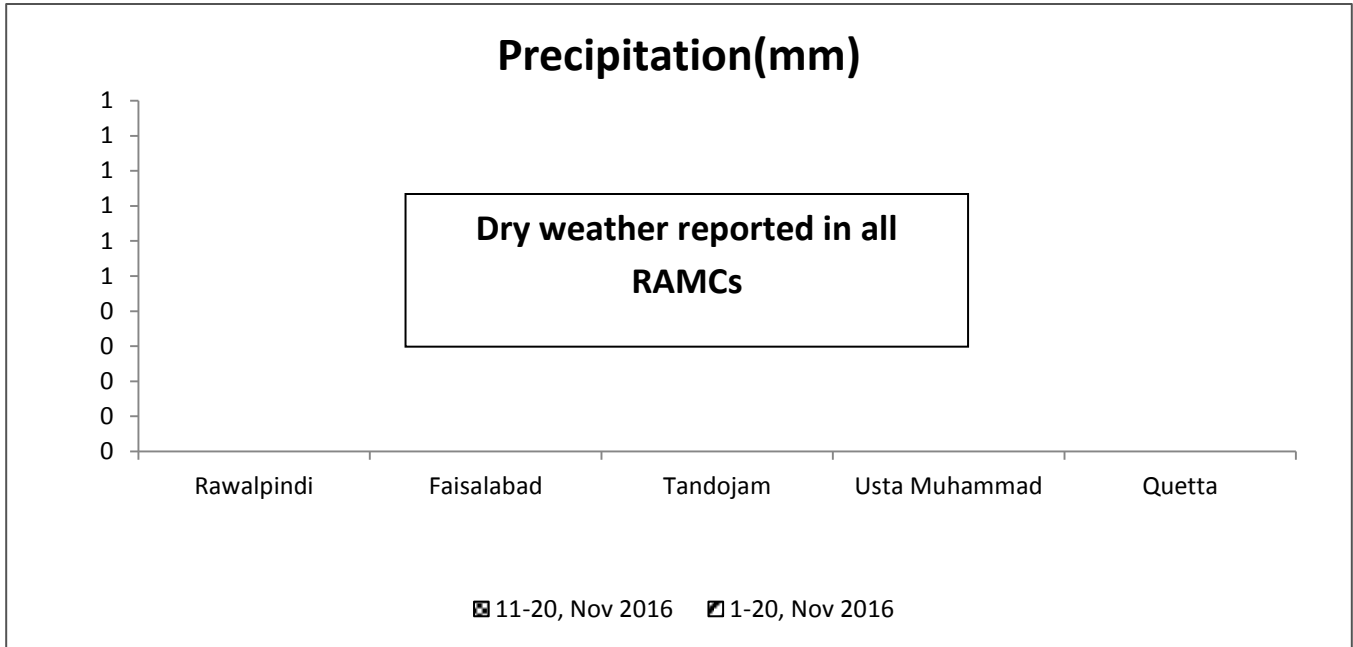 Precipitation(mm)
1
1
1
1
1
1
0
0
0
0
0
Dry weather reported in all
RAMCs
Rawalpindi Faisalabad Tandojam Usta Muhammad Quetta
11-20, Nov 2016 1-20, Nov 2016